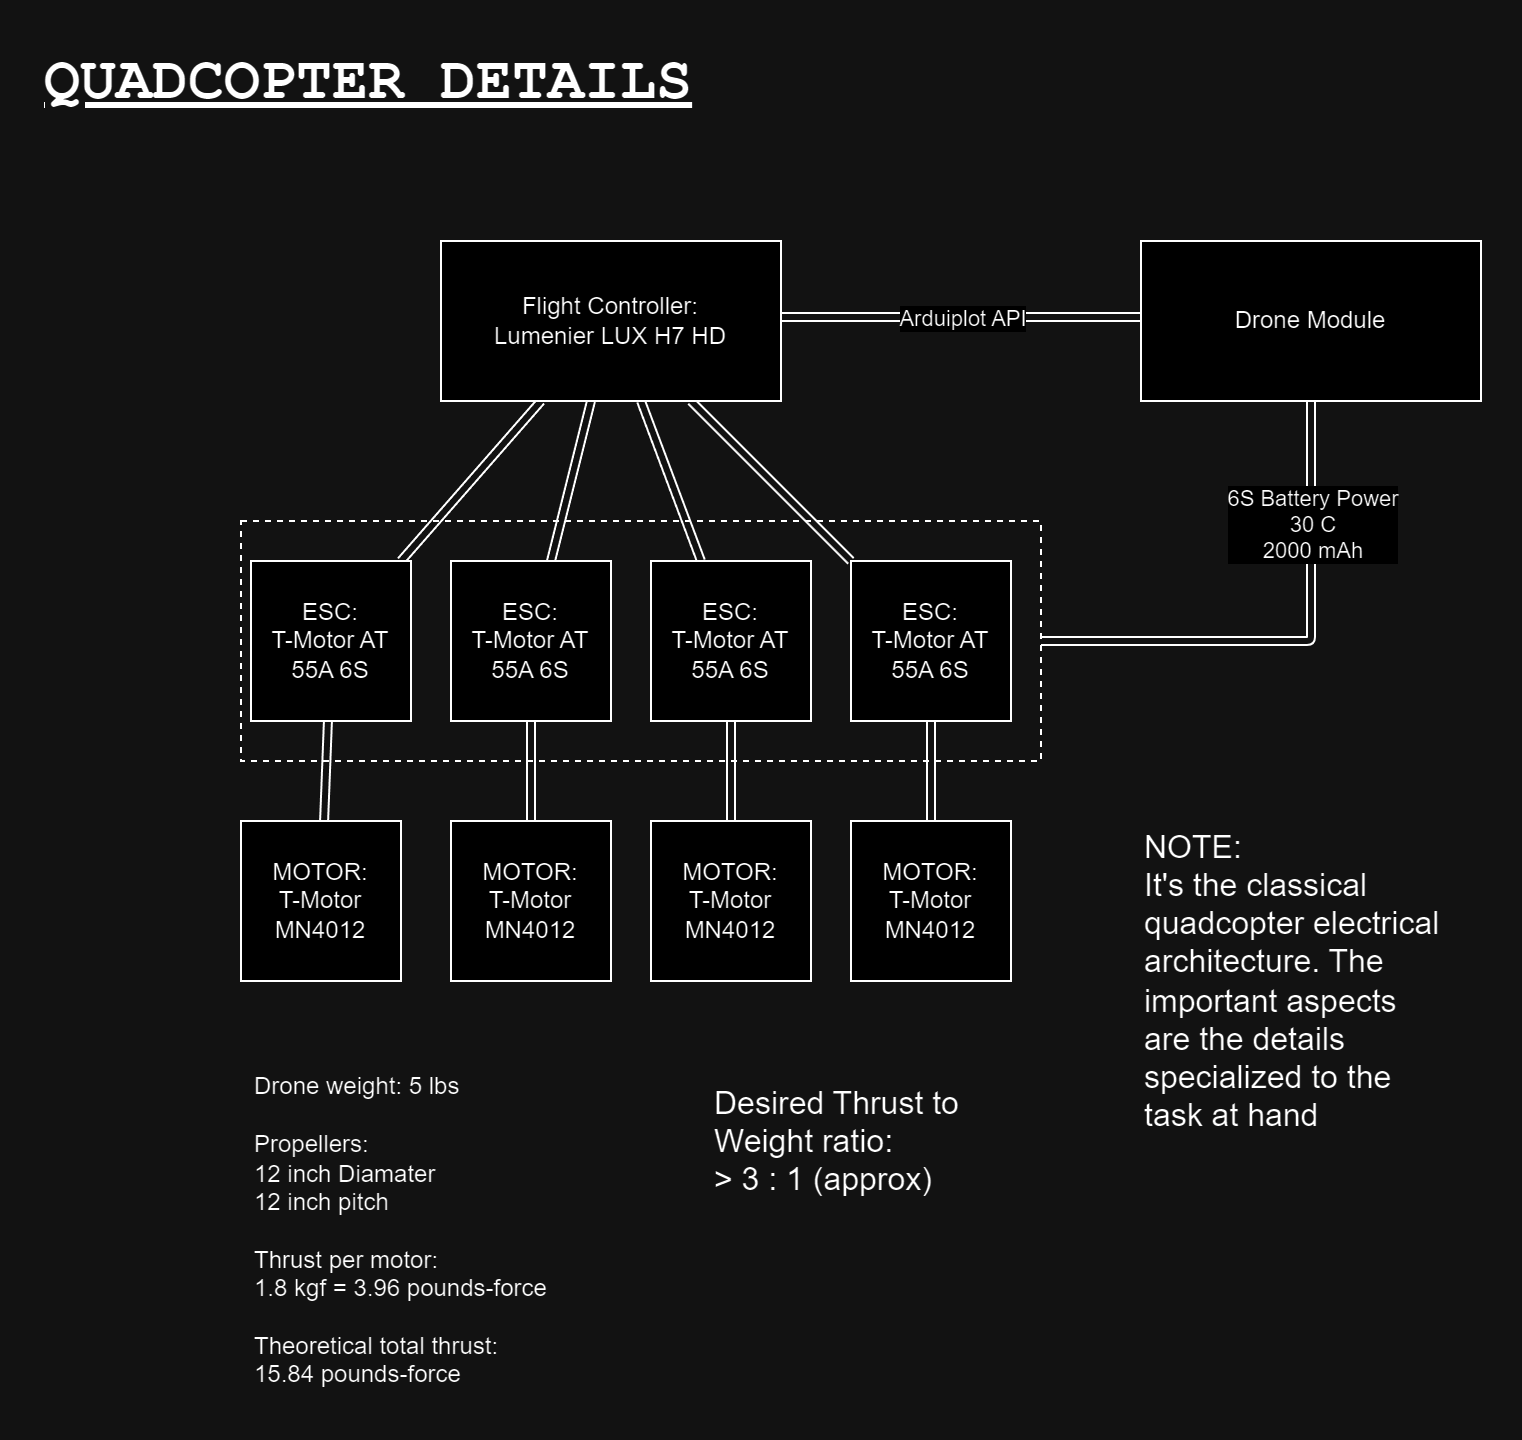 QUADCOPTER DETAILS
Flight Controller:
Lumenier LUX H7 HD
Arduiplot API
Drone Module
6S Battery Power
30 C
2000 mAh
ESC:
T-Motor AT
55A 6S
ESC:
T-Motor AT
55A 6S
ESC:
T-Motor AT
55A 6S
ESC:
T-Motor AT
55A 6S
MOTOR:
T-Motor
MN4012
MOTOR:
T-Motor
MN4012
MOTOR:
T-Motor
MN4012
MOTOR:
T-Motor
MN4012
NOTE:
It's the classical
quadcopter electrical
architecture. The
important aspects
are the details
specialized to the
task at hand
Drone weight: 5 lbs
Propellers:
12 inch Diamater
12 inch pitch
Thrust per motor:
1.8 kgf = 3.96 pounds-force
Theoretical total thrust:
15.84 pounds-force
Desired Thrust to
Weight ratio:
> 3 : 1 (approx)